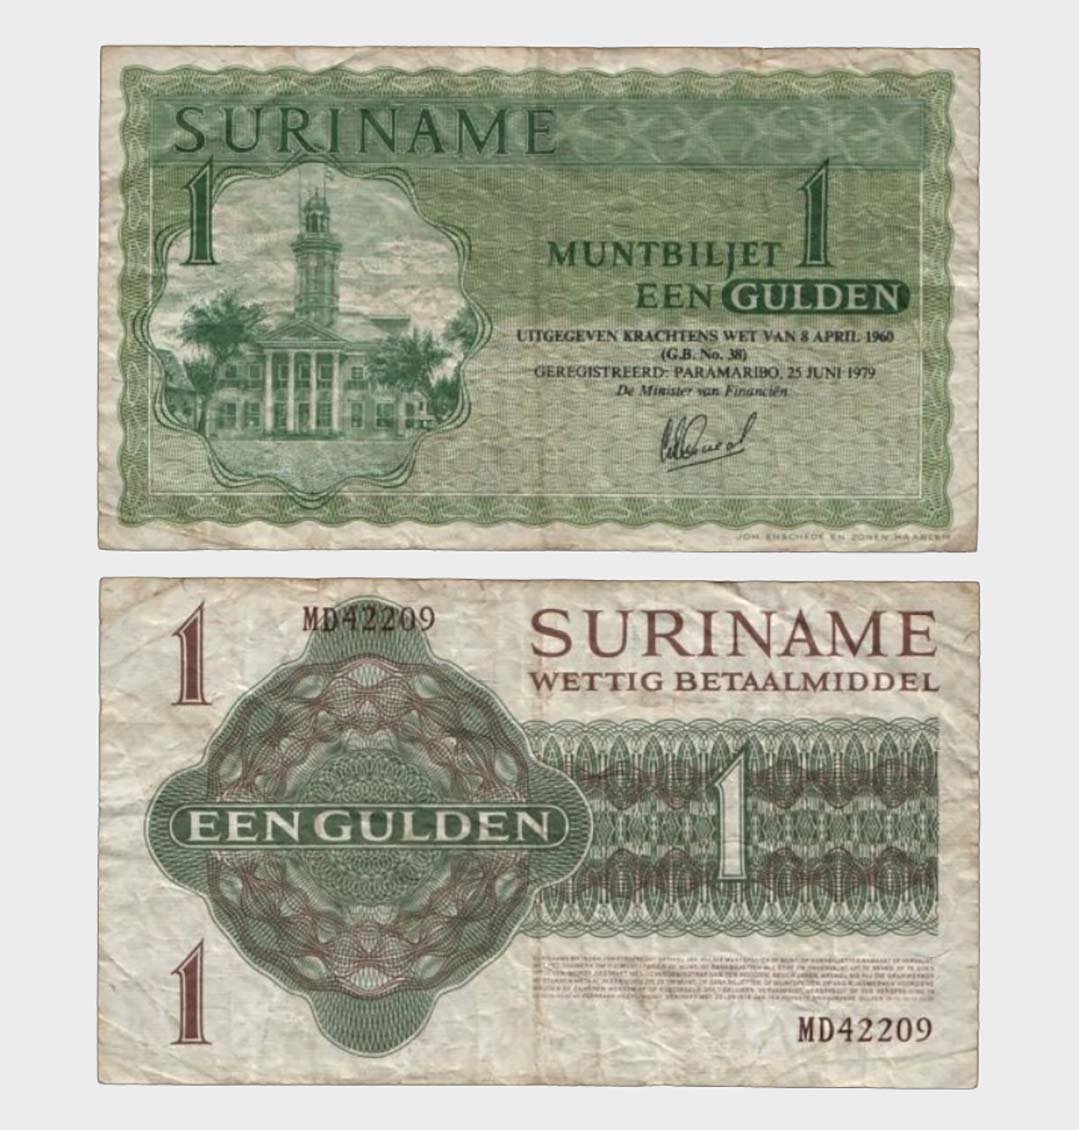 SURINAME
1
1
MUNTBILJET
EEN GULDEN
UITGEGEVEN KRACHTENS WET VAN 8 APRIL 1960
(G.B. No. 38)
GEREGISTREERD: PARAMARIBO, 25 JUNI 1979
De Minister van Financiën
JOH. ENSCHEDE EN ZONEN HAARLEM
1
MD42209
SURINAME
WETTIG BETAALMIDDEL
1
EEN GULDEN
1
MD42209